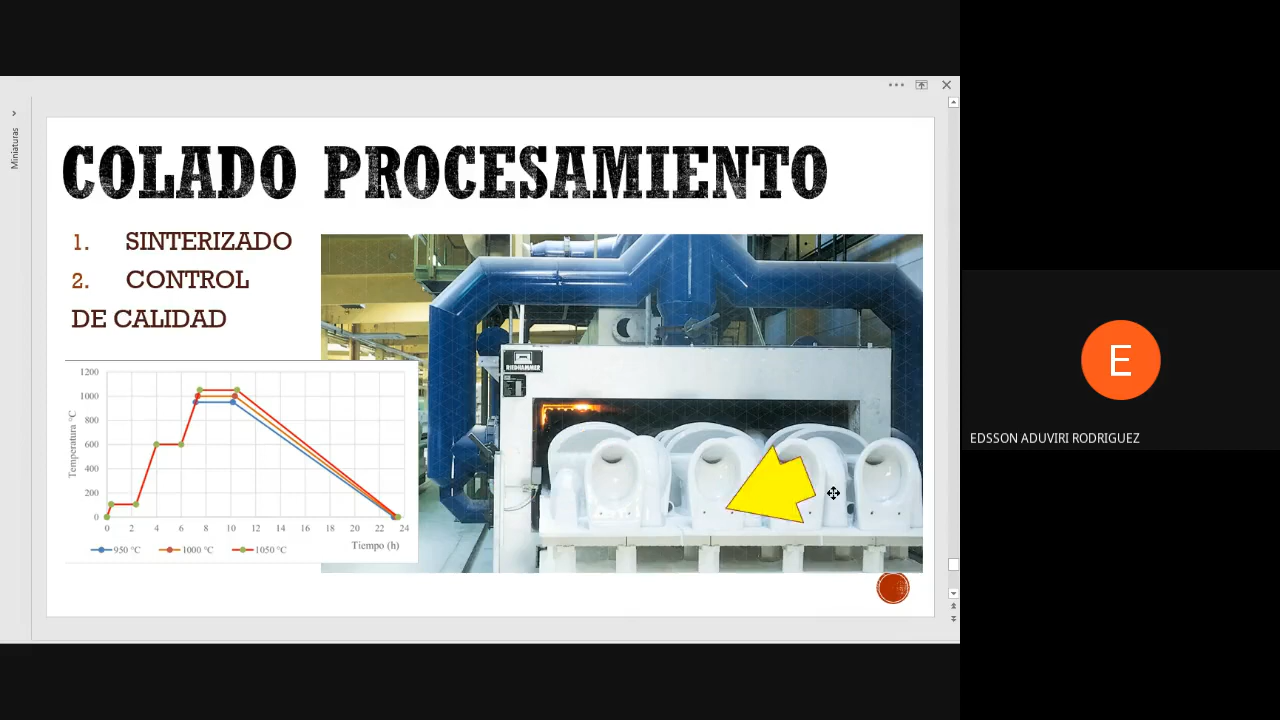 Miniaturas
COLADO PROCESAMIENTO
1. SINTERIZADO
2. CONTROL
DE CALIDAD
RIEDHAMMER
Temperatura °C
1200
1000
800
600
400
200
0
0 2 4 6 8 10 12 14 16 18 20 22 24
Tiempo (h)
950 °C 1000 °C 1050 °C
E
EDSSON ADUVIRI RODRIGUEZ